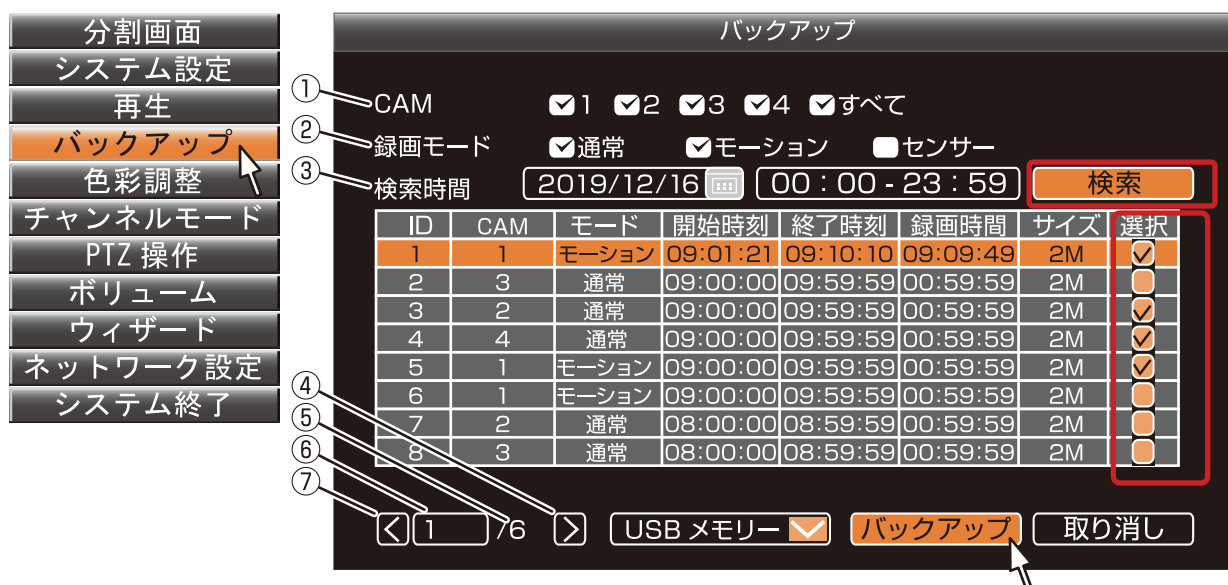 分割画面
システム設定
再生
バックアップ
色彩調整
チャンネルモード
PTZ 操作
ボリューム
ウィザード
ネットワーク設定
システム終了
バックアップ
① CAM 1 2 3 4 すべて
② 録画モード 通常 モーション センサー
③ 検索時間 2019/12/16 00:00-23:59 検索
ID CAM モード 開始時刻 終了時刻 録画時間 サイズ 選択
1 1 モーション 09:01:21 09:10:10 09:09:49 2M
2 3 通常 09:00:00 09:59:59 00:59:59 2M
3 2 通常 09:00:00 09:59:59 00:59:59 2M
4 4 通常 09:00:00 09:59:59 00:59:59 2M
5 1 モーション 09:00:00 09:59:59 00:59:59 2M
6 1 モーション 09:00:00 09:59:59 00:59:59 2M
7 2 通常 08:00:00 08:59:59 00:59:59 2M
8 3 通常 08:00:00 08:59:59 00:59:59 2M
④
⑤
⑥
⑦
< 1 /6 > USB メモリー バックアップ 取り消し